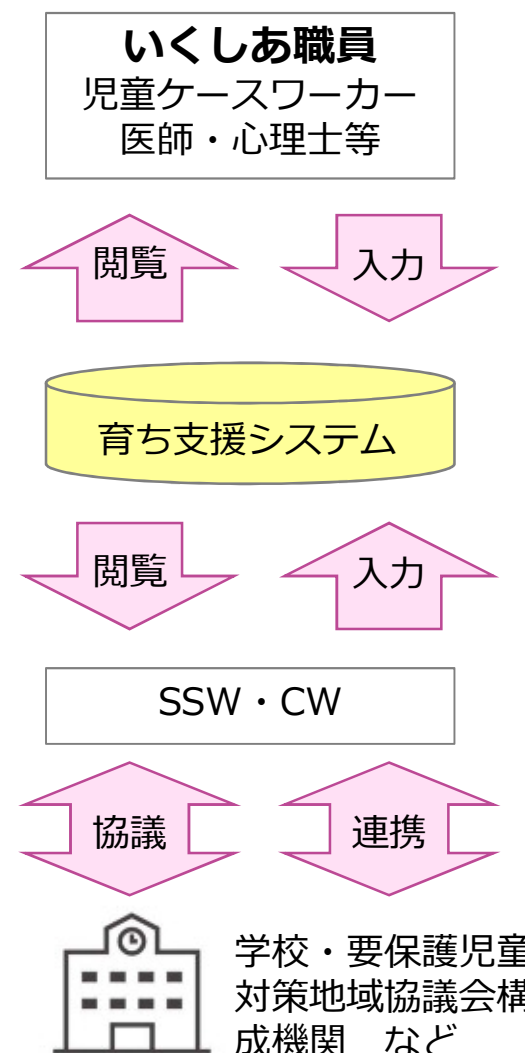 いくしあ職員
児童ケースワーカー
医師・心理士等
閲覧
入力
育ち支援システム
閲覧
入力
SSW・CW
協議
連携
学校・要保護児童
対策地域協議会構
成機関　など